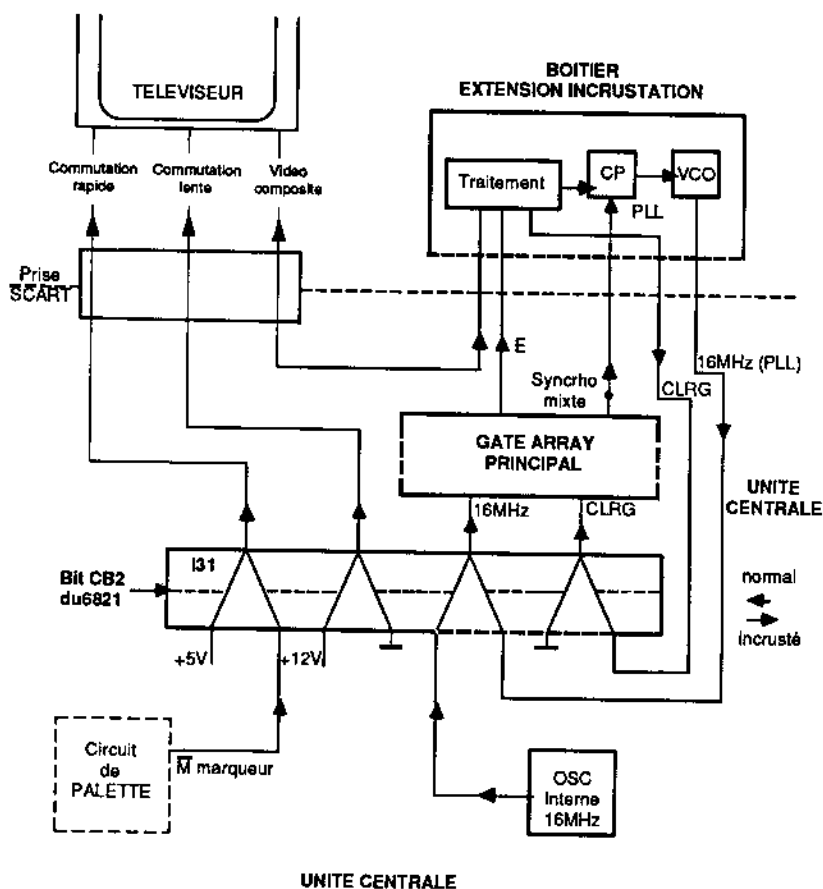 TELEVISEUR
BOITIER
EXTENSION INCRUSTATION
Commutation
rapide
Commutation
lente
Video
composite
Traitement
CP
VCO
PLL
Prise
SCART
E
16MHz (PLL)
CLRG
Syncrho
mixte
GATE ARRAY
PRINCIPAL
UNITE
CENTRALE
16MHz
CLRG
I31
Bit CB2
du6821
normal
incrusté
+5V
+12V
Circuit
de
PALETTE
M marqueur
OSC
Interne
16MHz
UNITE CENTRALE